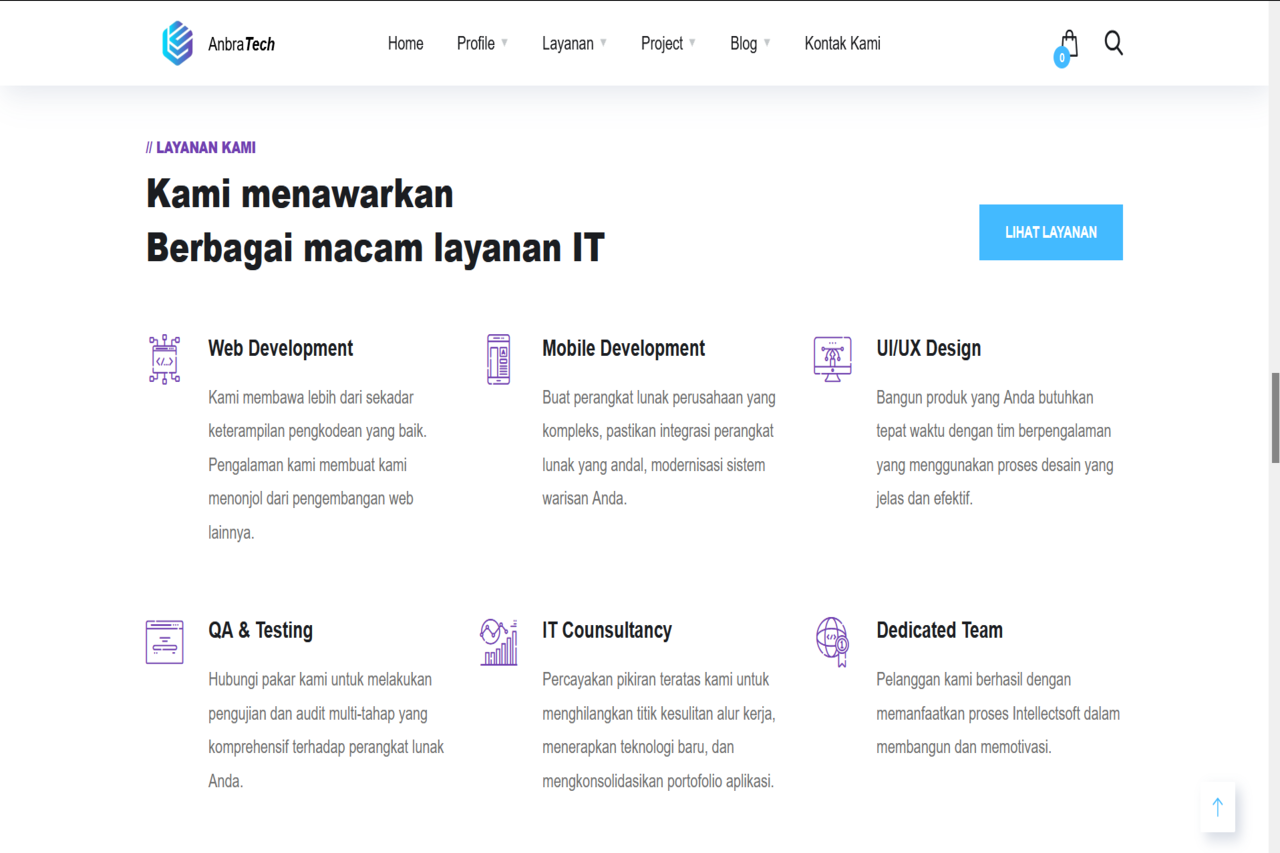 AnbraTech
Home
Profile
Layanan
Project
Blog
Kontak Kami
0
// LAYANAN KAMI
Kami menawarkan
Berbagai macam layanan IT
LIHAT LAYANAN
Web Development
Kami membawa lebih dari sekadar
keterampilan pengkodean yang baik.
Pengalaman kami membuat kami
menonjol dari pengembangan web
lainnya.
Mobile Development
Buat perangkat lunak perusahaan yang
kompleks, pastikan integrasi perangkat
lunak yang andal, modernisasi sistem
warisan Anda.
UI/UX Design
Bangun produk yang Anda butuhkan
tepat waktu dengan tim berpengalaman
yang menggunakan proses desain yang
jelas dan efektif.
QA & Testing
Hubungi pakar kami untuk melakukan
pengujian dan audit multi-tahap yang
komprehensif terhadap perangkat lunak
Anda.
IT Counsultancy
Percayakan pikiran teratas kami untuk
menghilangkan titik kesulitan alur kerja,
menerapkan teknologi baru, dan
mengkonsolidasikan portofolio aplikasi.
Dedicated Team
Pelanggan kami berhasil dengan
memanfaatkan proses Intellectsoft dalam
membangun dan memotivasi.